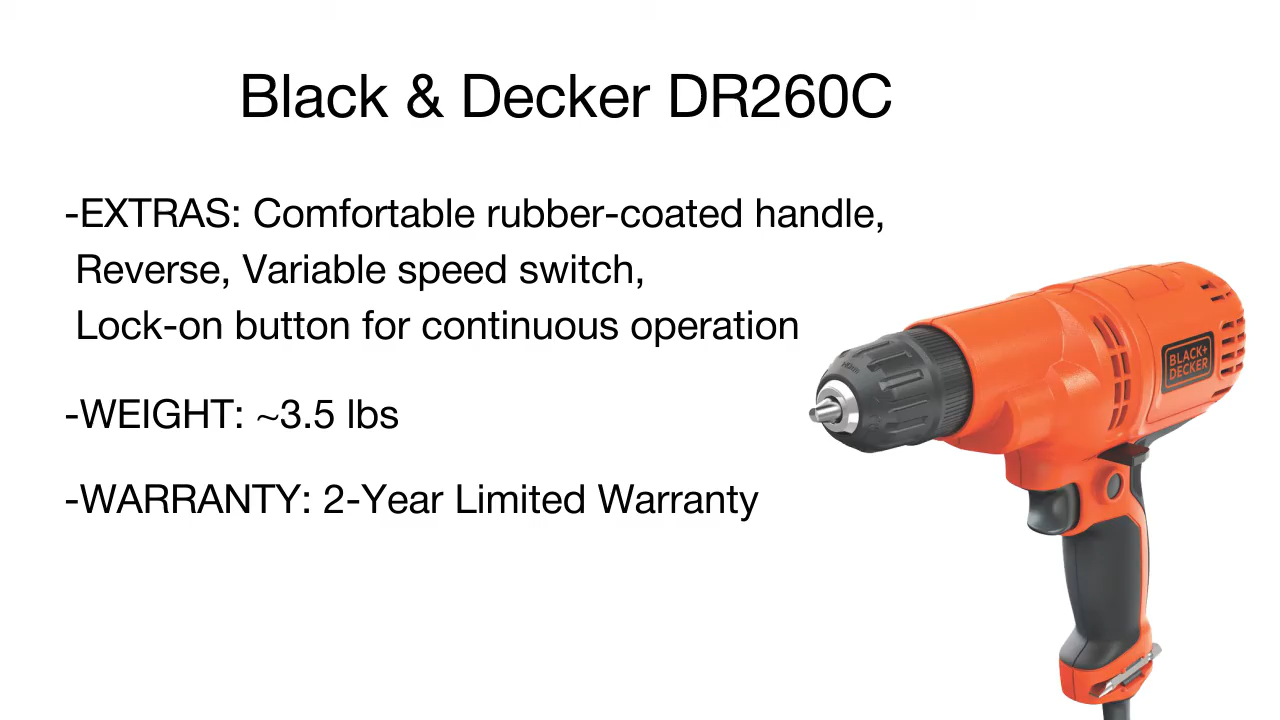 Black & Decker DR260C
-EXTRAS: Comfortable rubber-coated handle,
Reverse, Variable speed switch,
Lock-on button for continuous operation
-WEIGHT: ~3.5 lbs
-WARRANTY: 2-Year Limited Warranty
BLACK+
DECKER